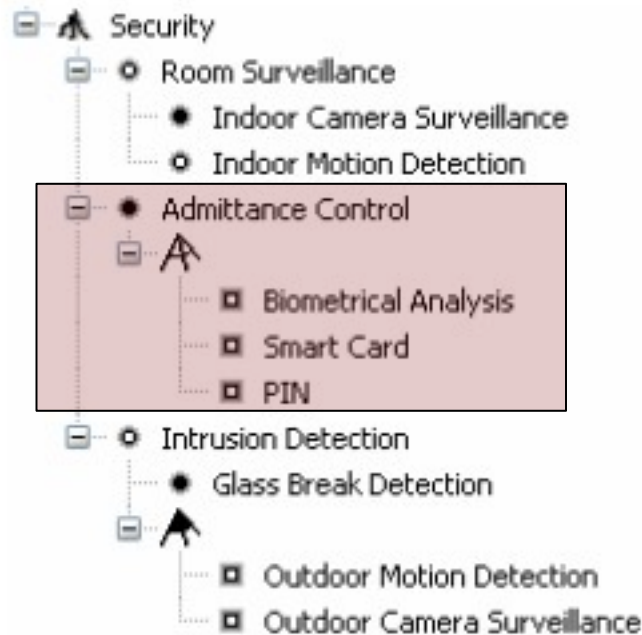 Security
Room Surveillance
Indoor Camera Surveillance
Indoor Motion Detection
Admittance Control
Biometrical Analysis
Smart Card
PIN
Intrusion Detection
Glass Break Detection
Outdoor Motion Detection
Outdoor Camera Surveillance